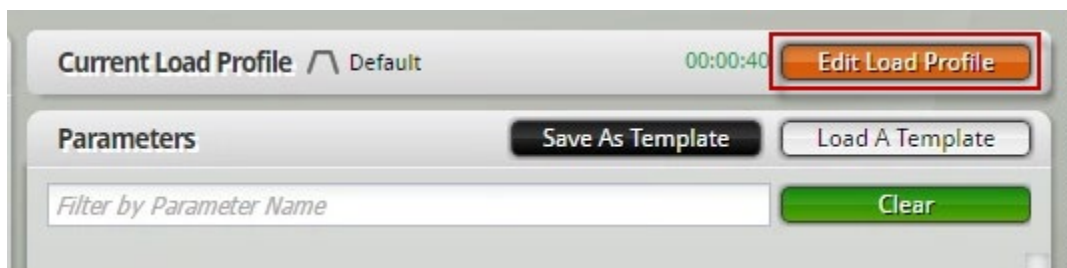 Current Load Profile Default 00:00:40 Edit Load Profile
Parameters Save As Template Load A Template
Filter by Parameter Name Clear